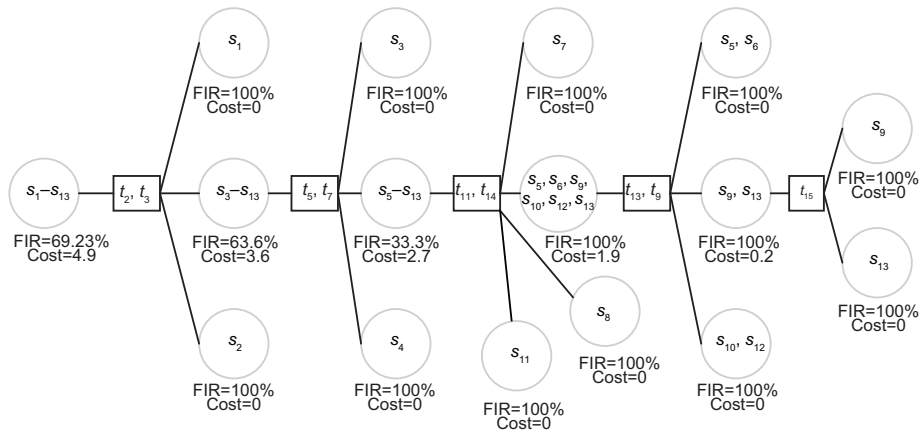 s1
FIR=100%
Cost=0
s3
FIR=100%
Cost=0
s7
FIR=100%
Cost=0
s5, s6
FIR=100%
Cost=0
s9
FIR=100%
Cost=0
s1–s13
FIR=69.23%
Cost=4.9
t2, t3
s3–s13
FIR=63.6%
Cost=3.6
t5, t7
s5–s13
FIR=33.3%
Cost=2.7
t11, t14
s5, s6, s9,
s10, s12, s13
FIR=100%
Cost=1.9
t13, t9
s9, s13
FIR=100%
Cost=0.2
t15
s13
FIR=100%
Cost=0
s2
FIR=100%
Cost=0
s4
FIR=100%
Cost=0
s11
FIR=100%
Cost=0
s8
FIR=100%
Cost=0
s10, s12
FIR=100%
Cost=0